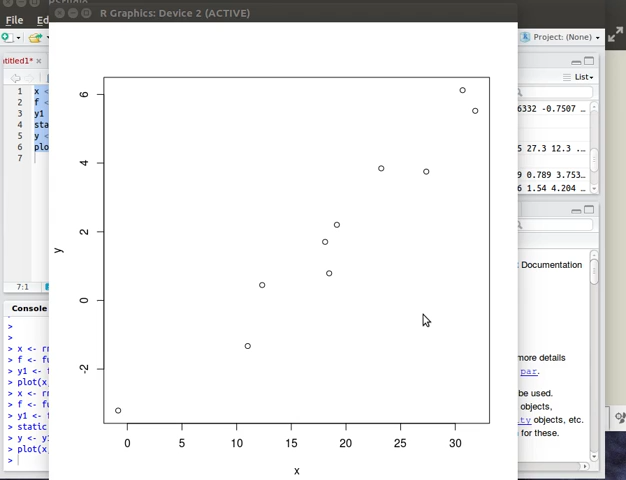 R Graphics: Device 2 (ACTIVE)
File
Project: (None)
List
1 x <
2 f <
3 y1
4 sta
5 y <
6 plo
7
6332 -0.7507 ...
5 27.3 12.3 ...
9 0.789 3.753...
6 1.54 4.204 ...
6
4
2
0
-2
y
0 5 10 15 20 25 30
x
7:1
Documentation
more details
par.
be used.
objects,
ty objects, etc.
for these.
Console
>
>
> x <- r
> f <- fu
> y1 <- f
> plot(x
> x <- r
> f <- fu
> y1 <- f
> static
> y <- y
> plot(x
>